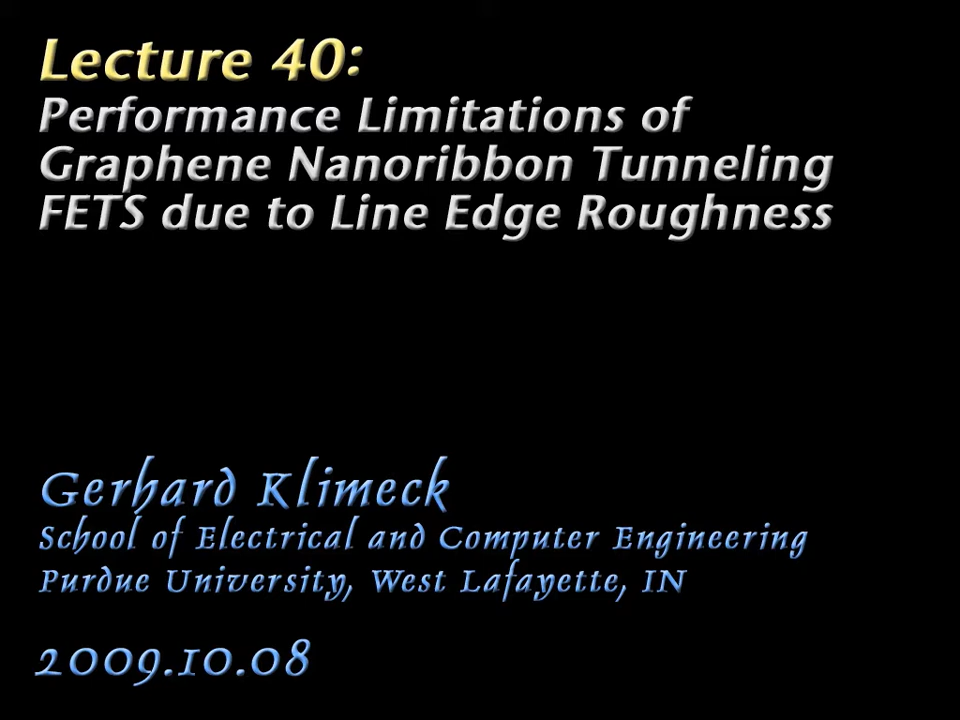 Lecture 40:
Performance Limitations of
Graphene Nanoribbon Tunneling
FETS due to Line Edge Roughness
Gerhard Klimeck
School of Electrical and Computer Engineering
Purdue University, West Lafayette, IN
2009.10.08